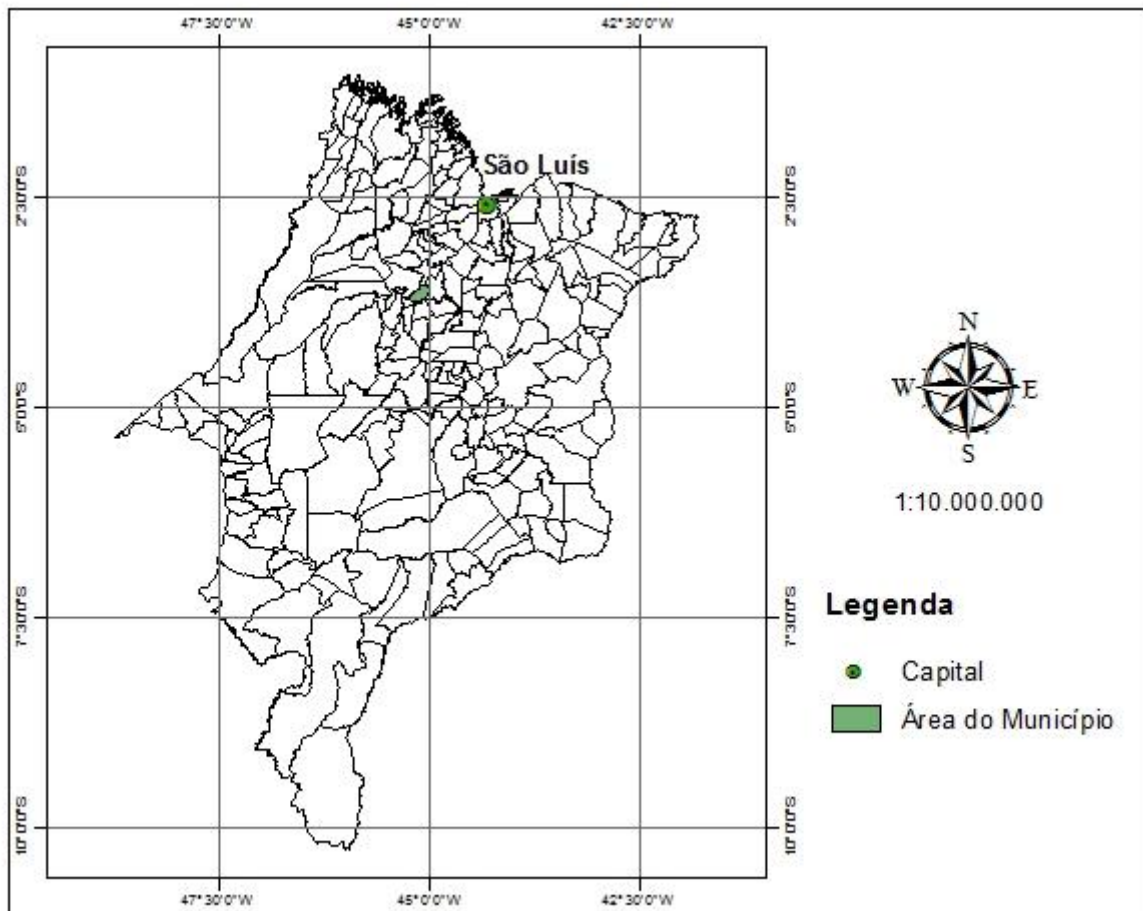 47°30'0"W 45°0'0"W 42°30'0"W
São Luís
2°30'0"S 2°30'0"S
5°0'0"S 5°0'0"S
N
W E
S
1:10.000.000
7°30'0"S 7°30'0"S
Legenda
Capital
Área do Município
10°0'0"S 10°0'0"S
47°30'0"W 45°0'0"W 42°30'0"W